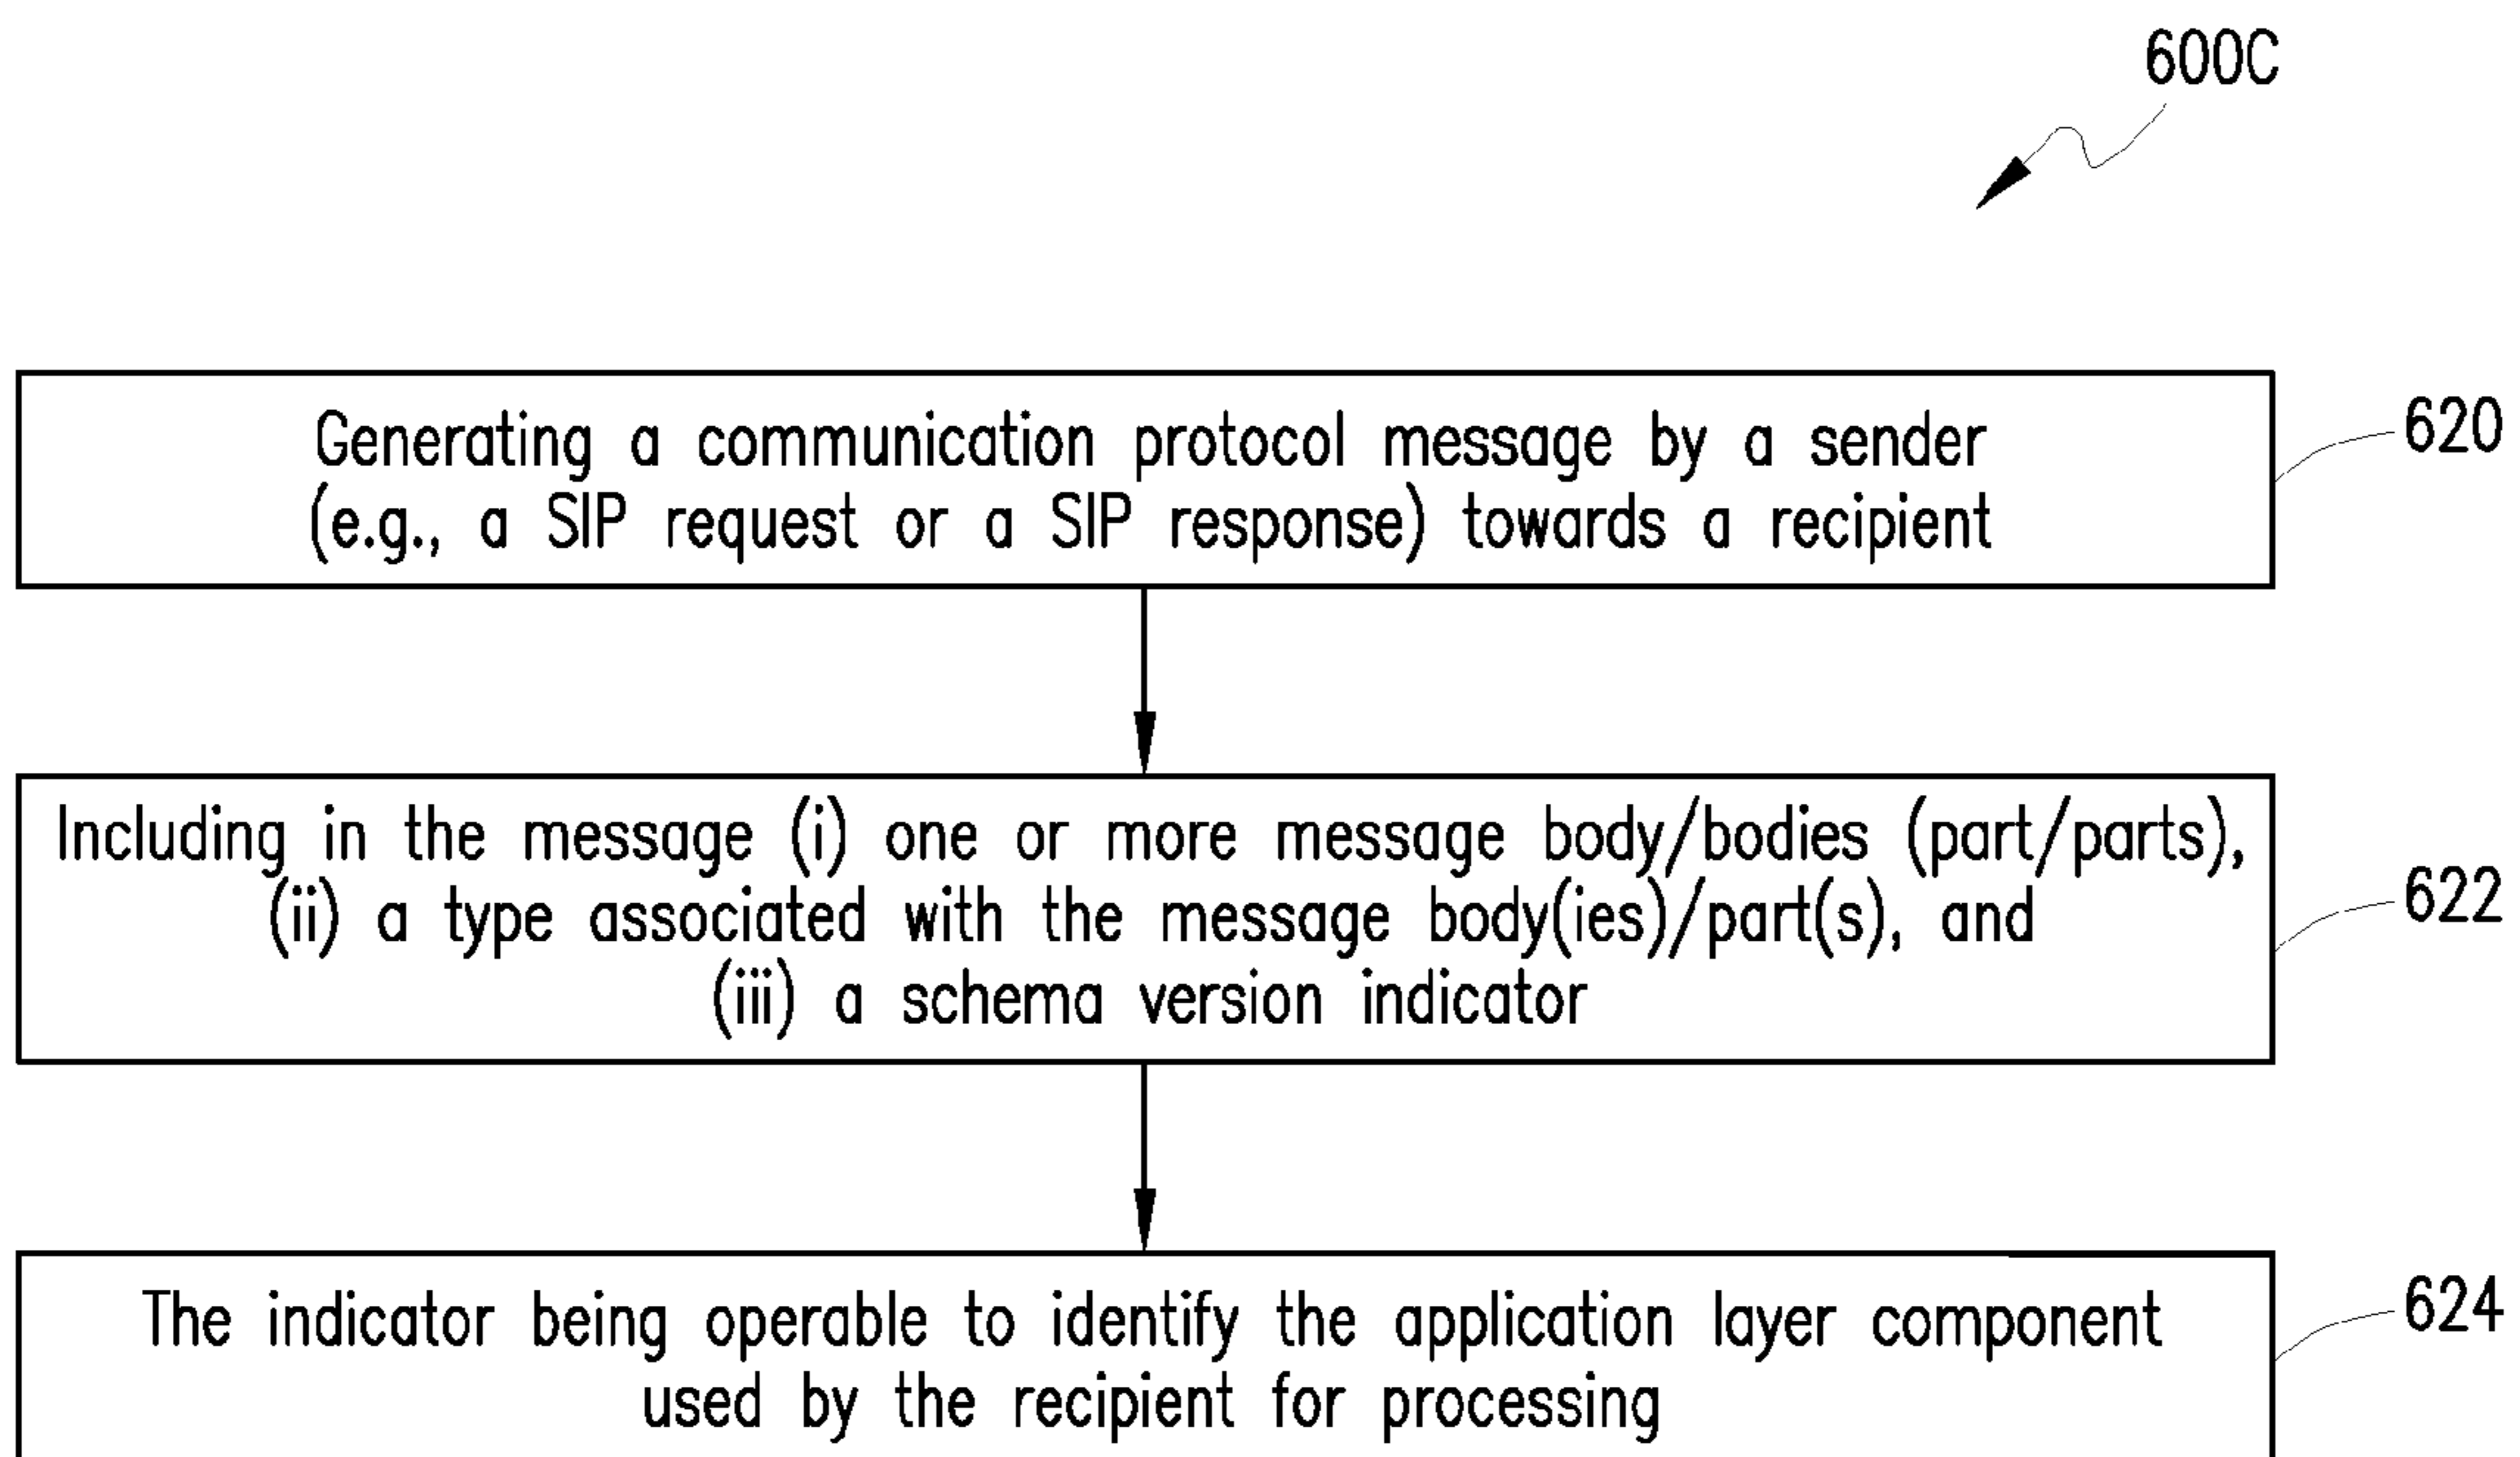 600C
Generating a communication protocol message by a sender
(e.g., a SIP request or a SIP response) towards a recipient
620
Including in the message (i) one or more message body/bodies (part/parts),
(ii) a type associated with the message body(ies)/part(s), and
(iii) a schema version indicator
622
The indicator being operable to identify the application layer component
used by the recipient for processing
624